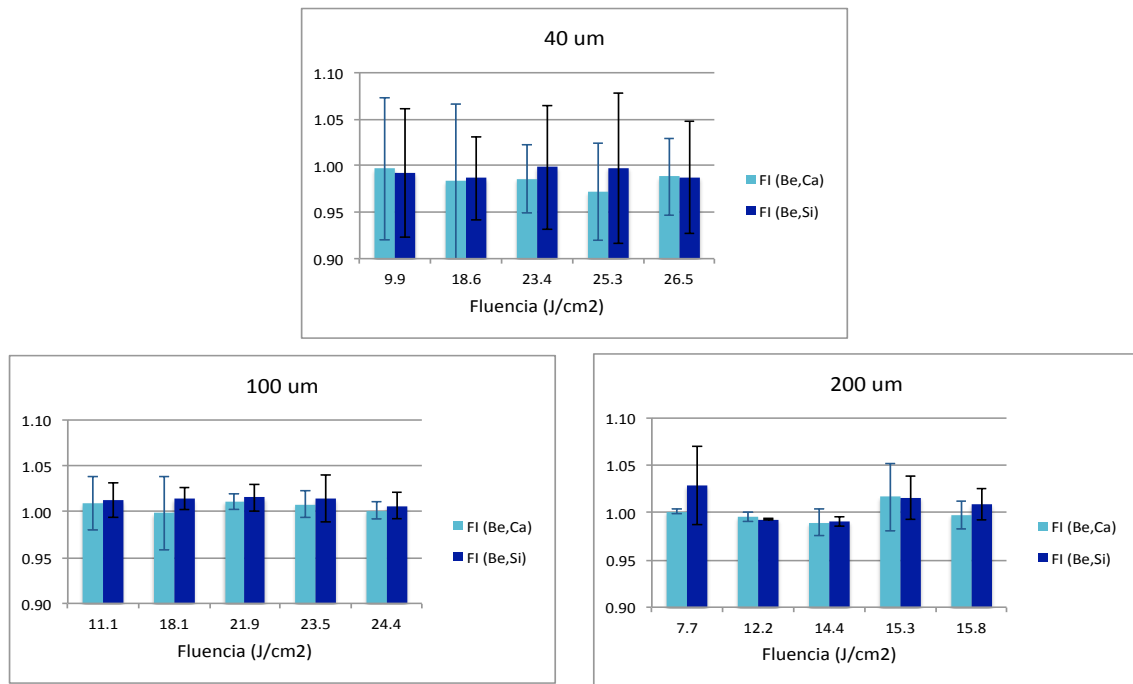 40 um
1.10
1.05
1.00
0.95
0.90
9.9 18.6 23.4 25.3 26.5
Fluencia (J/cm2)
FI (Be,Ca)
FI (Be,Si)
100 um
1.10
1.05
1.00
0.95
0.90
11.1 18.1 21.9 23.5 24.4
Fluencia (J/cm2)
FI (Be,Ca)
FI (Be,Si)
200 um
1.10
1.05
1.00
0.95
0.90
7.7 12.2 14.4 15.3 15.8
Fluencia (J/cm2)
FI (Be,Ca)
FI (Be,Si)